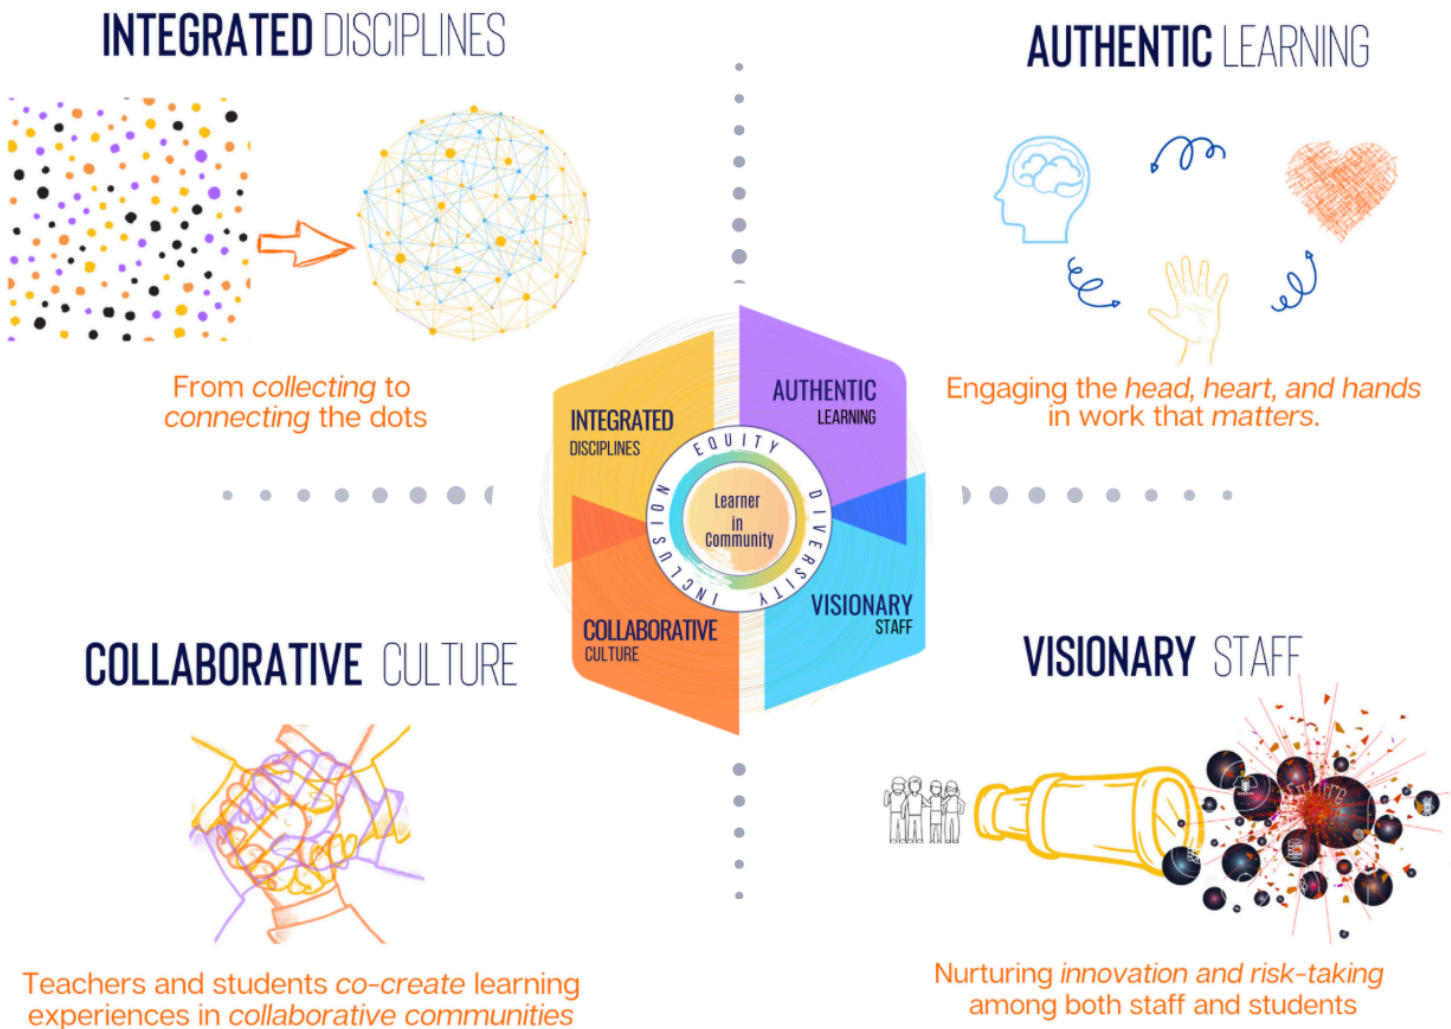 INTEGRATED DISCIPLINES
From collecting to
connecting the dots
AUTHENTIC LEARNING
Engaging the head, heart, and hands
in work that matters.
INTEGRATED
DISCIPLINES
AUTHENTIC
LEARNING
EQUITY
DIVERSITY
INCLUSION
Learner
in
Community
COLLABORATIVE
CULTURE
VISIONARY
STAFF
COLLABORATIVE CULTURE
Teachers and students co-create learning
experiences in collaborative communities
VISIONARY STAFF
Future
Nurturing innovation and risk-taking
among both staff and students